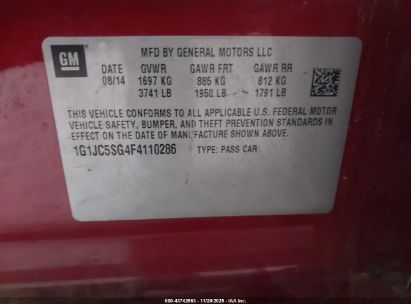 GM
MFD BY GENERAL MOTORS LLC
DATE GVWR GAWR FRT GAWR RR
08/14 1697 KG 885 KG 812 KG
3741 LB 1950 LB 1791 LB
THIS VEHICLE CONFORMS TO ALL APPLICABLE U.S. FEDERAL MOTOR
VEHICLE SAFETY, BUMPER, AND THEFT PREVENTION STANDARDS IN
EFFECT ON THE DATE OF MANUFACTURE SHOWN ABOVE.
1G1JC5SG4F4110286 TYPE: PASS CAR